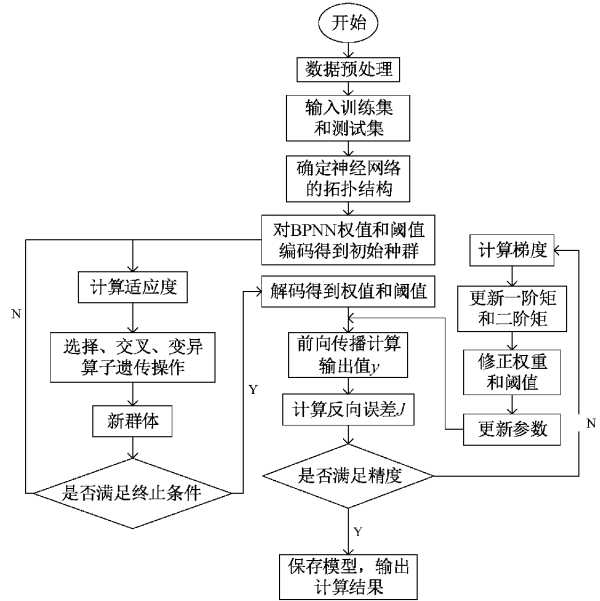 开始
数据预处理
输入训练集
和测试集
确定神经网络
的拓扑结构
对BPNN权值和阈值
编码得到初始种群
计算适应度
选择、交叉、变异
算子遗传操作
新群体
是否满足终止条件
N
Y
解码得到权值和阈值
前向传播计算
输出值y
计算反向误差J
是否满足精度
Y
保存模型，输出
计算结果
计算梯度
更新一阶矩
和二阶矩
修正权重
和阈值
更新参数
N